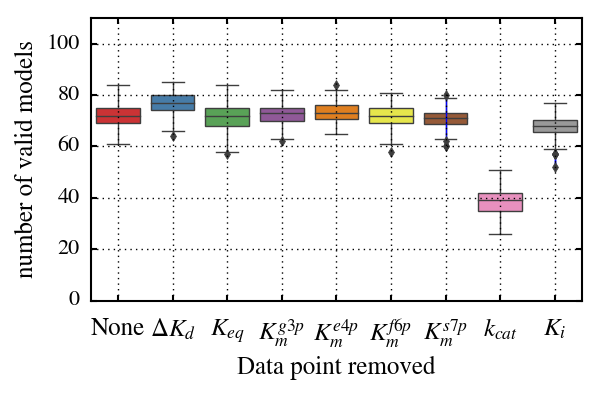 number of valid models
100
80
60
40
20
0
None ΔK_d K_eq K_m^g3p K_m^e4p K_m^f6p K_m^s7p k_cat K_i
Data point removed